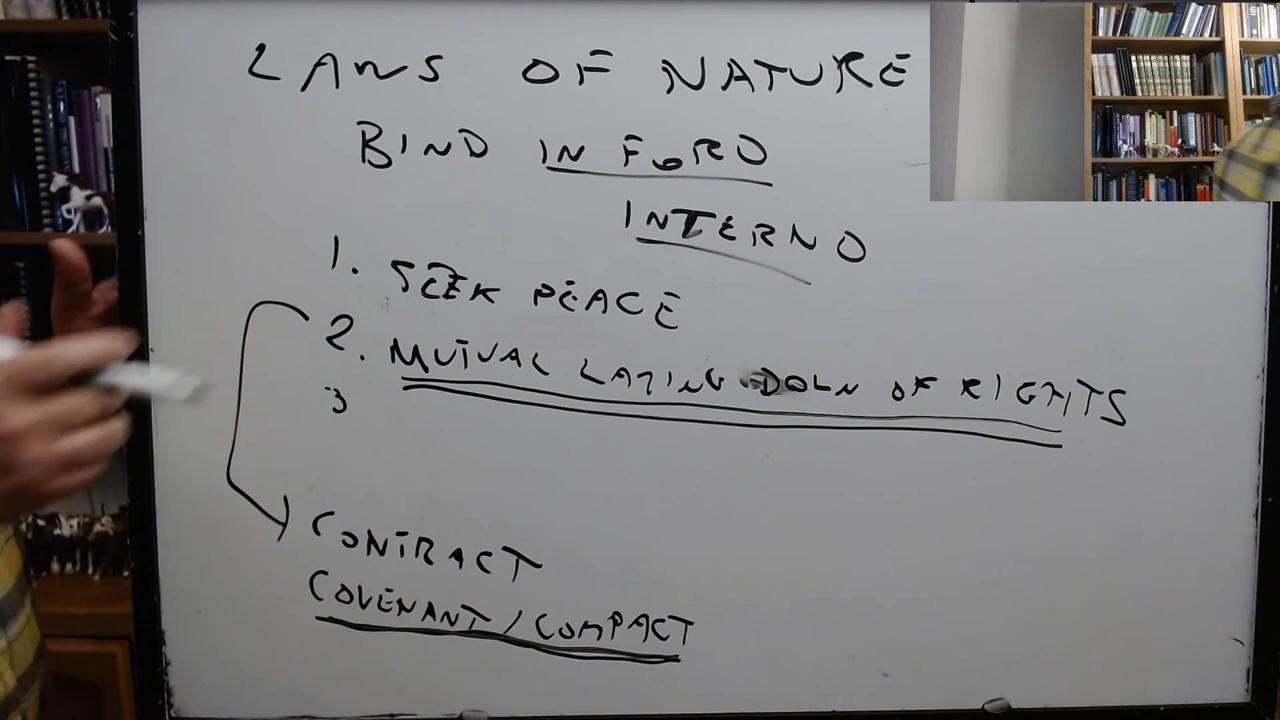 LAWS OF NATURE
BIND IN FORO
INTERNO
1. SEEK PEACE
2. MUTUAL LAYING DOWN OF RIGHTS
3
CONTRACT
COVENANT/COMPACT